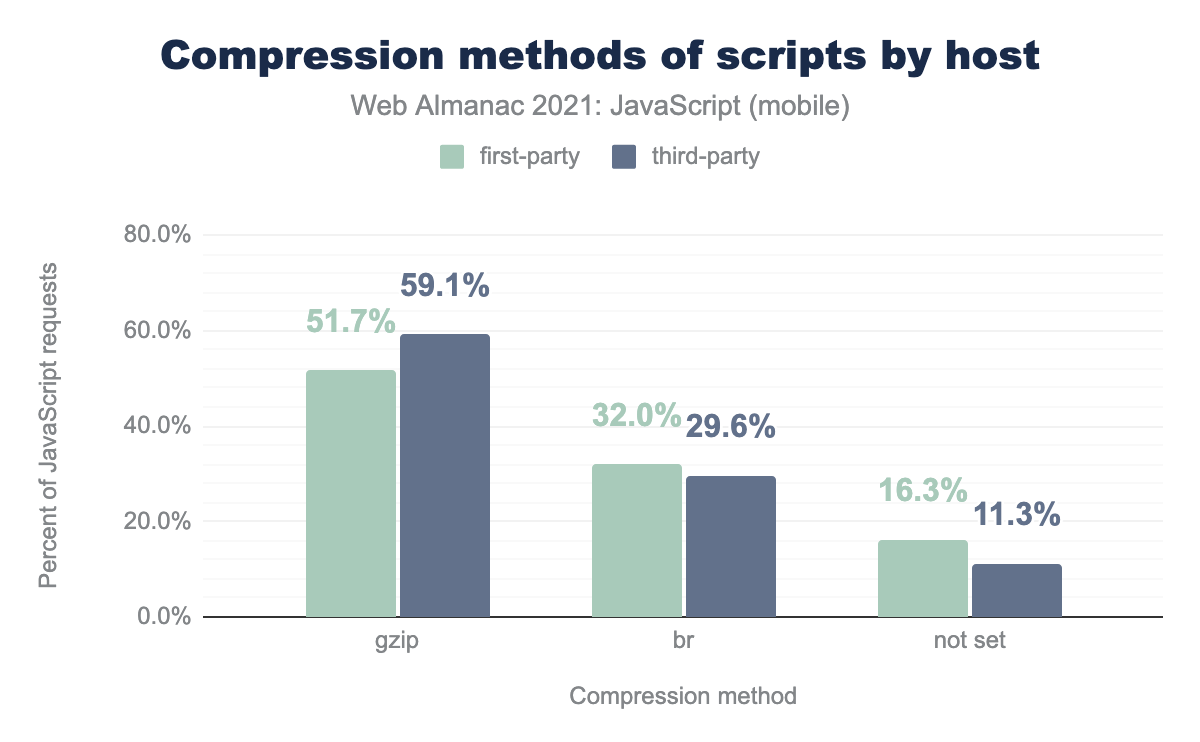 Compression methods of scripts by host
Web Almanac 2021: JavaScript (mobile)
first-party third-party
Percent of JavaScript requests
80.0%
60.0%
40.0%
20.0%
0.0%
51.7% 59.1%
32.0% 29.6%
16.3% 11.3%
gzip br not set
Compression method